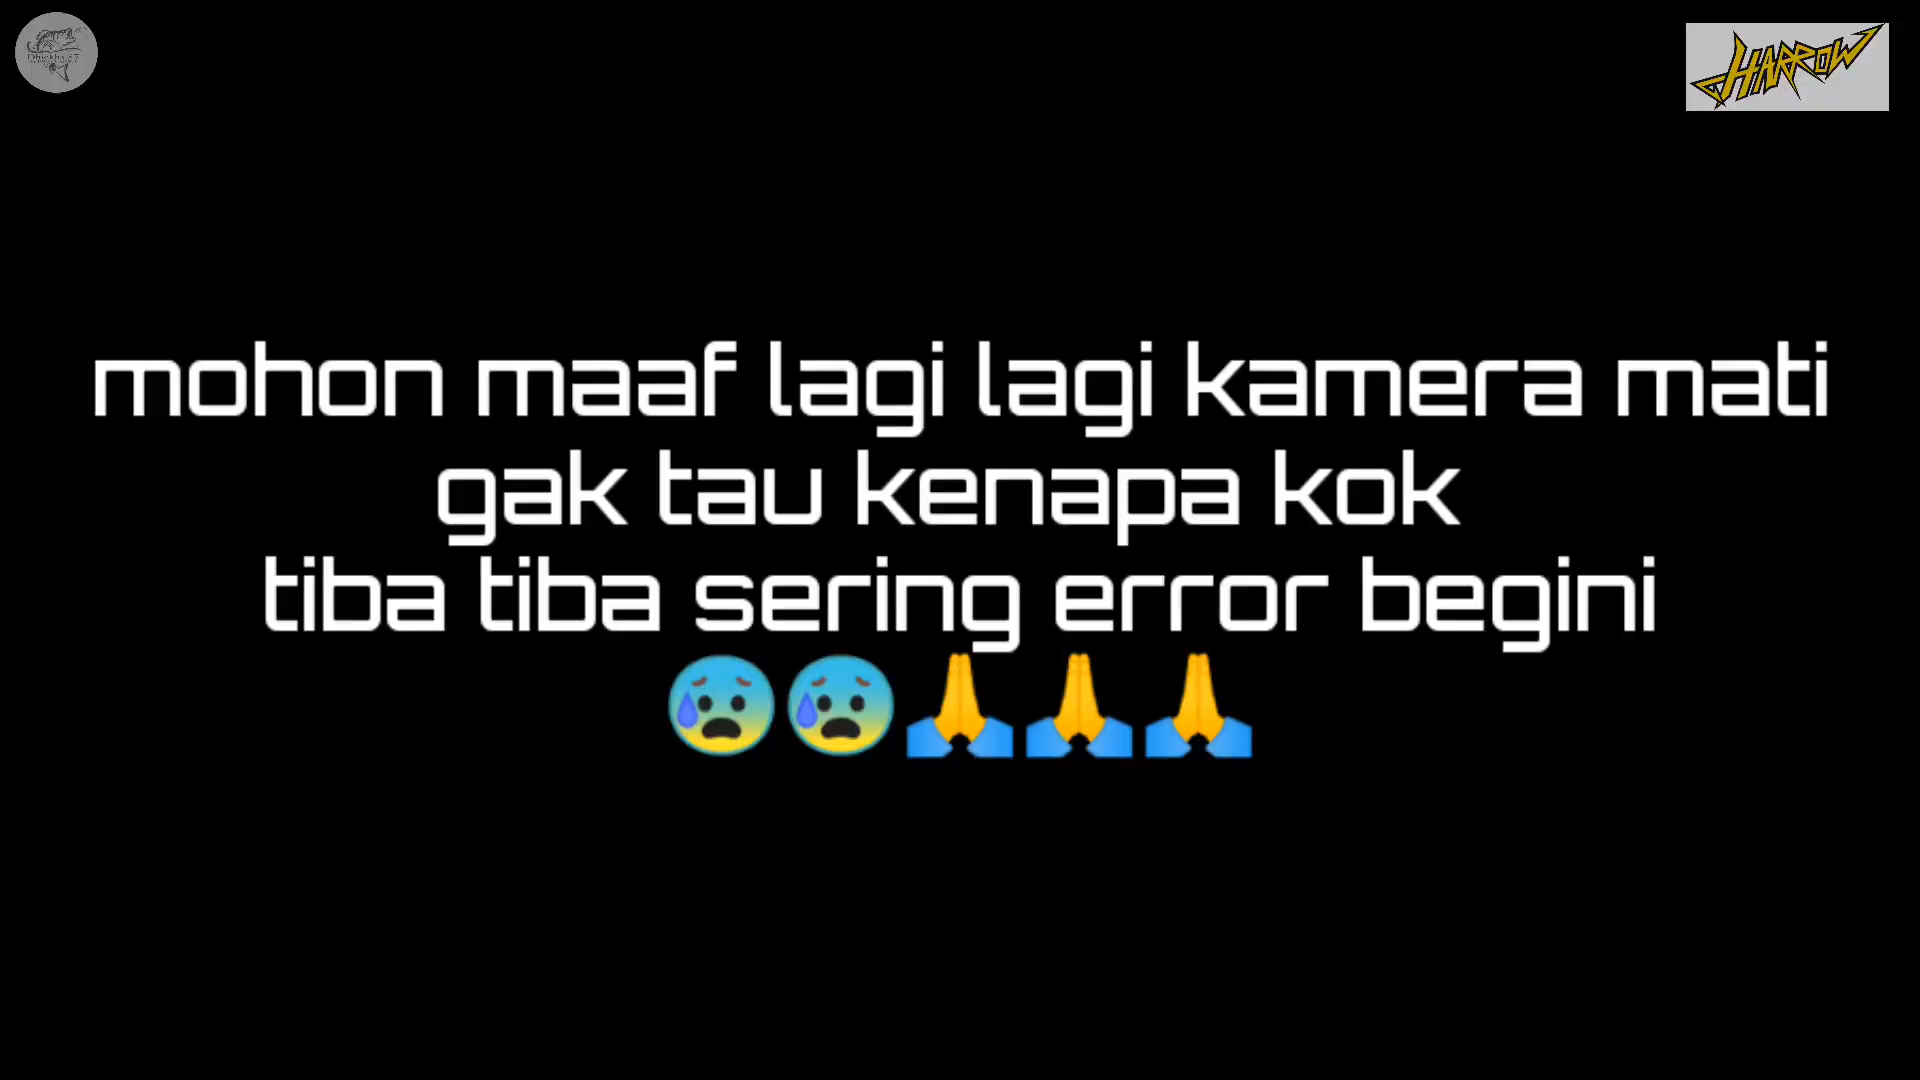 HARROW
mohon maaf lagi lagi kamera mati
gak tau kenapa kok
tiba tiba sering error begini
😰😰🙏🙏🙏